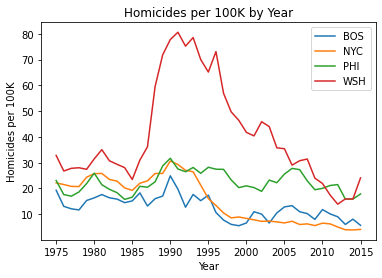 Homicides per 100K by Year
BOS
NYC
PHI
WSH
Homicides per 100K
80
70
60
50
40
30
20
10
1975 1980 1985 1990 1995 2000 2005 2010 2015
Year